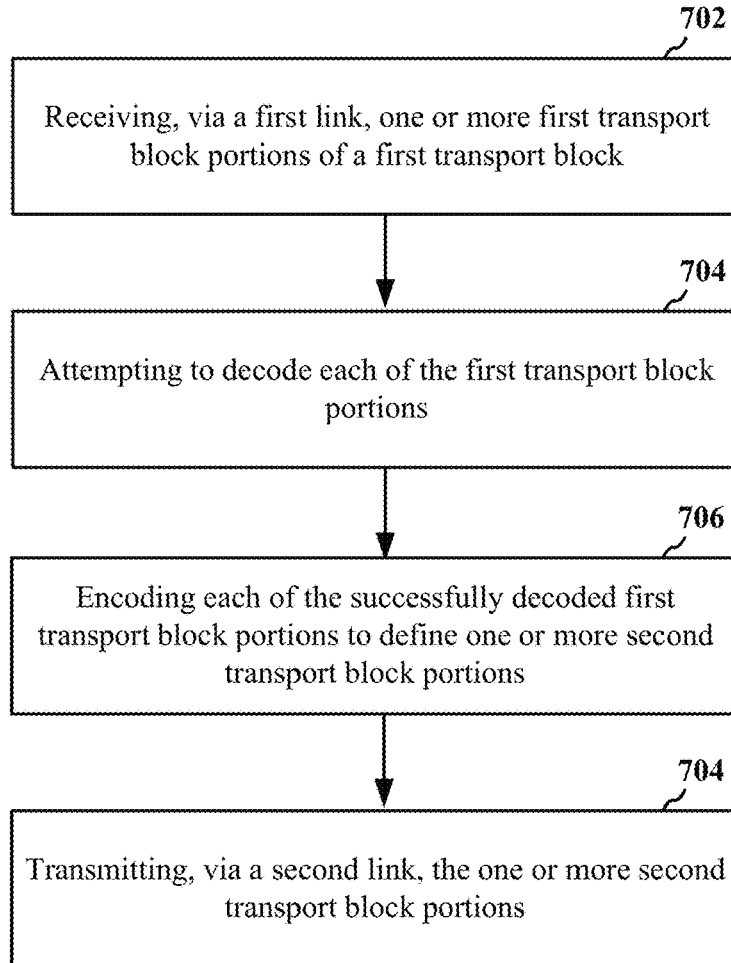 702
Receiving, via a first link, one or more first transport
block portions of a first transport block
704
Attempting to decode each of the first transport block
portions
706
Encoding each of the successfully decoded first
transport block portions to define one or more second
transport block portions
704
Transmitting, via a second link, the one or more second
transport block portions